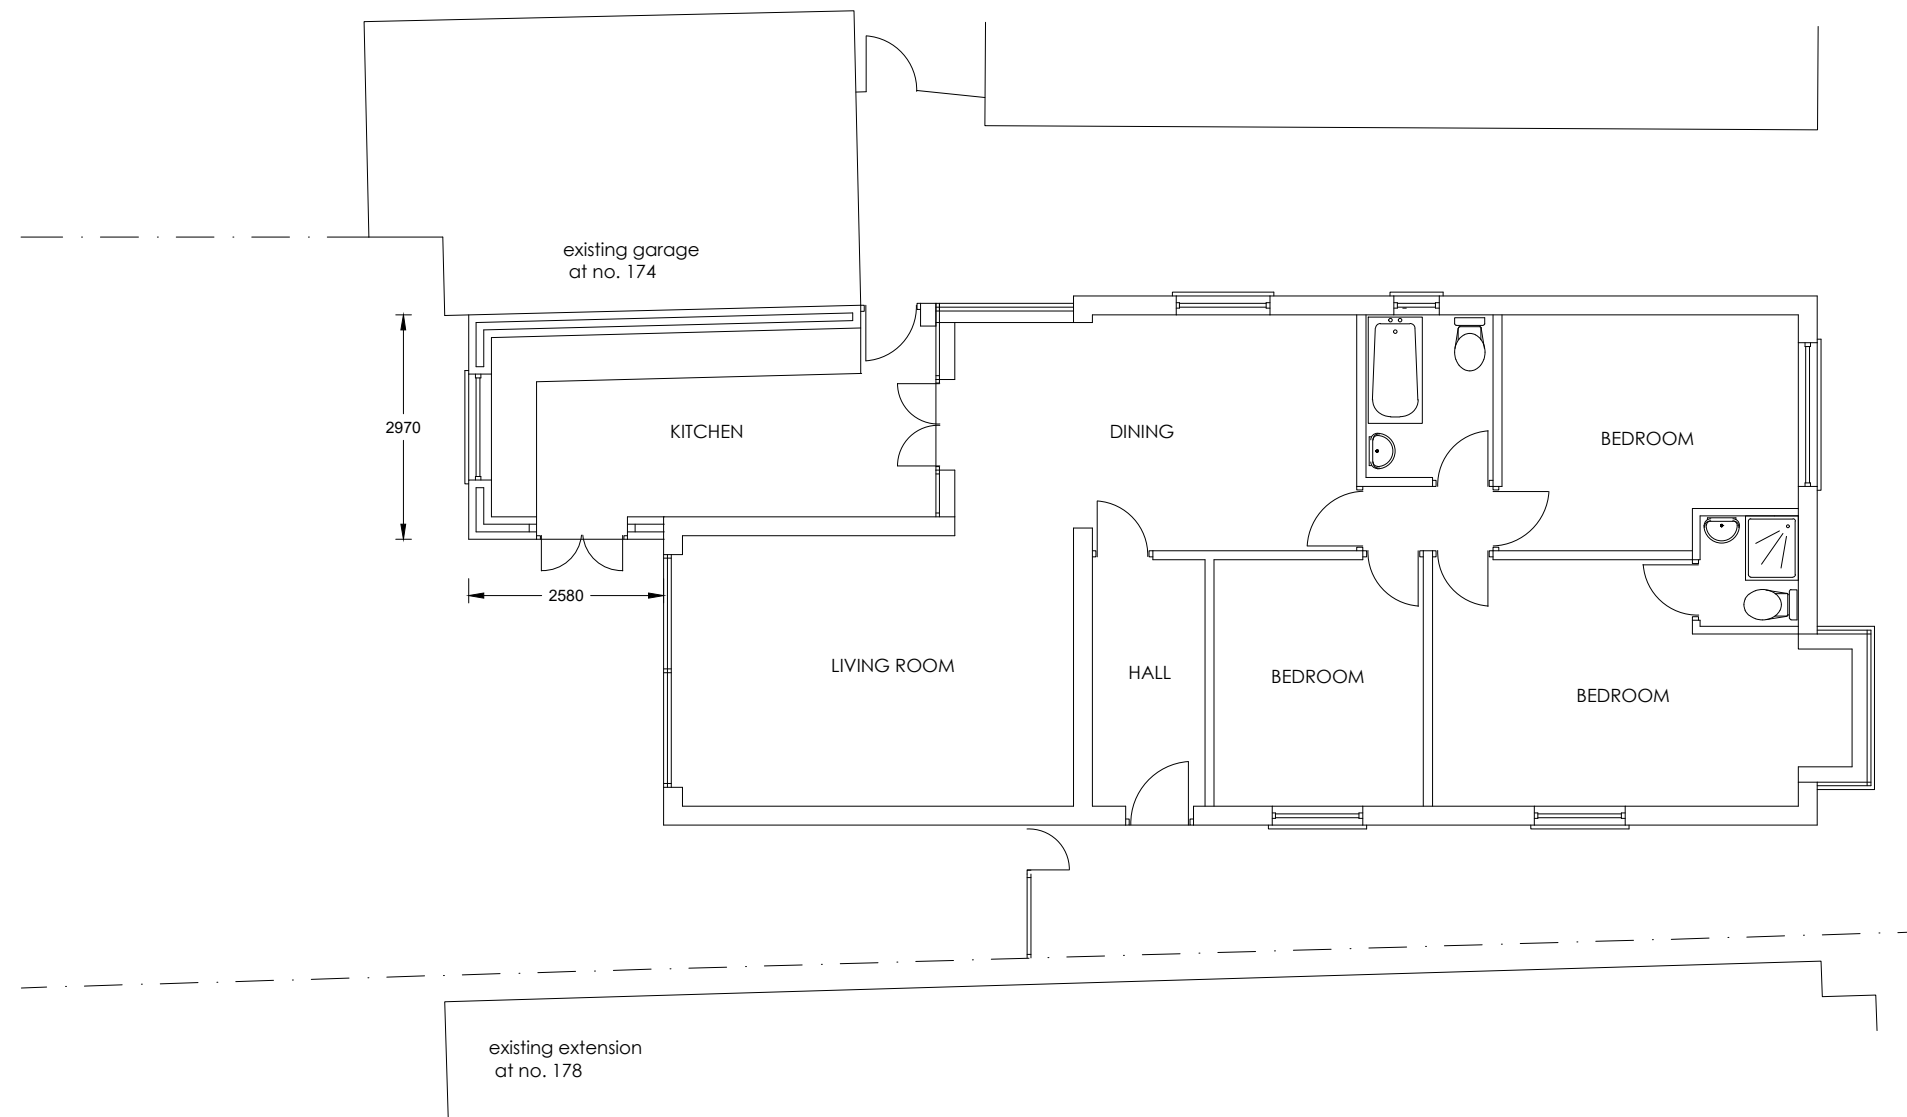 existing garage
at no. 174
2970
KITCHEN
DINING
BEDROOM
2580
LIVING ROOM
HALL
BEDROOM
BEDROOM
existing extension
at no. 178